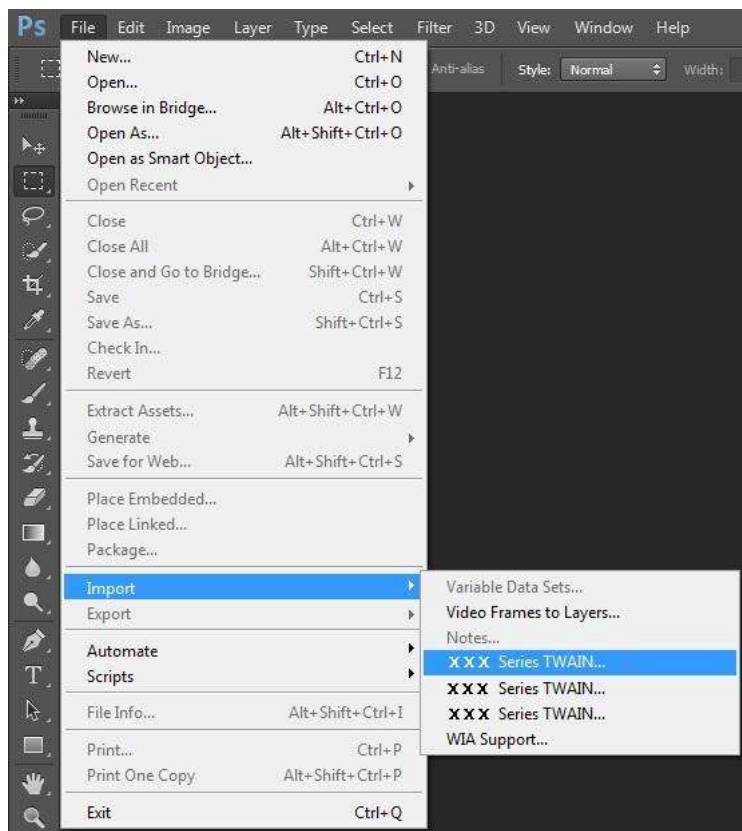 Ps File Edit Image Layer Type Select Filter 3D View Window Help
Anti-alias Style: Normal Width:
New... Ctrl+N
Open... Ctrl+O
Browse in Bridge... Alt+Ctrl+O
Open As... Alt+Shift+Ctrl+O
Open as Smart Object...
Open Recent
Close Ctrl+W
Close All Alt+Ctrl+W
Close and Go to Bridge... Shift+Ctrl+W
Save Ctrl+S
Save As... Shift+Ctrl+S
Check In...
Revert F12
Extract Assets... Alt+Shift+Ctrl+W
Generate
Save for Web... Alt+Shift+Ctrl+S
Place Embedded...
Place Linked...
Package...
Import
Export
Automate
Scripts
File Info... Alt+Shift+Ctrl+I
Print... Ctrl+P
Print One Copy Alt+Shift+Ctrl+P
Exit Ctrl+Q
Variable Data Sets...
Video Frames to Layers...
Notes...
XXX Series TWAIN...
XXX Series TWAIN...
XXX Series TWAIN...
WIA Support...